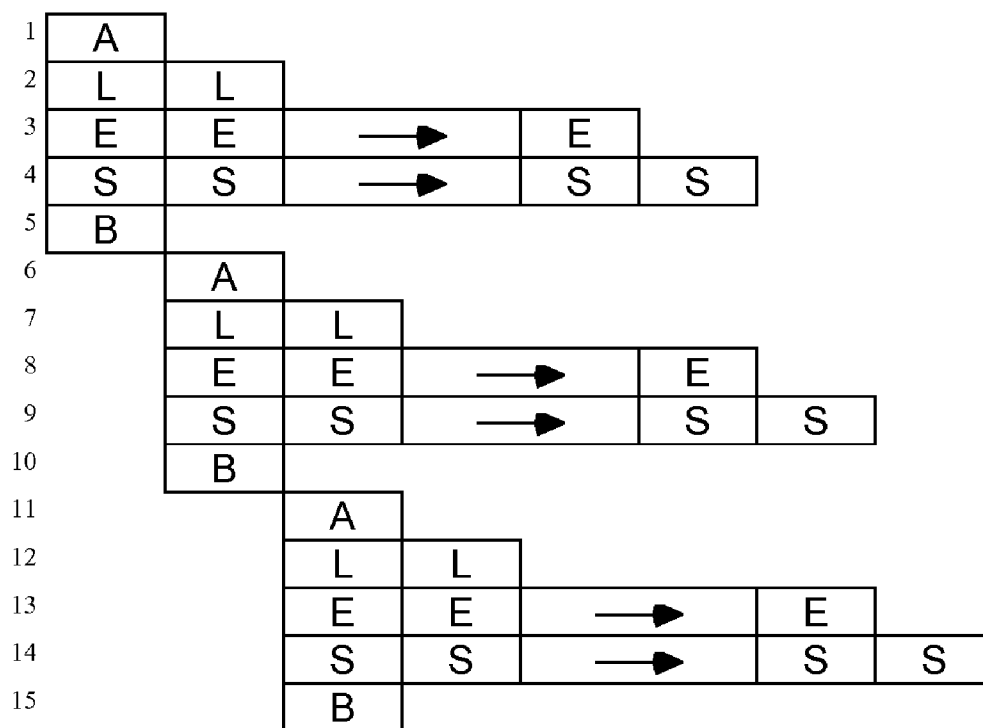 1 A
2 L L
3 E E E
4 S S S S
5 B
6 A
7 L L
8 E E E
9 S S S S
10 B
11 A
12 L L
13 E E E
14 S S S S
15 B